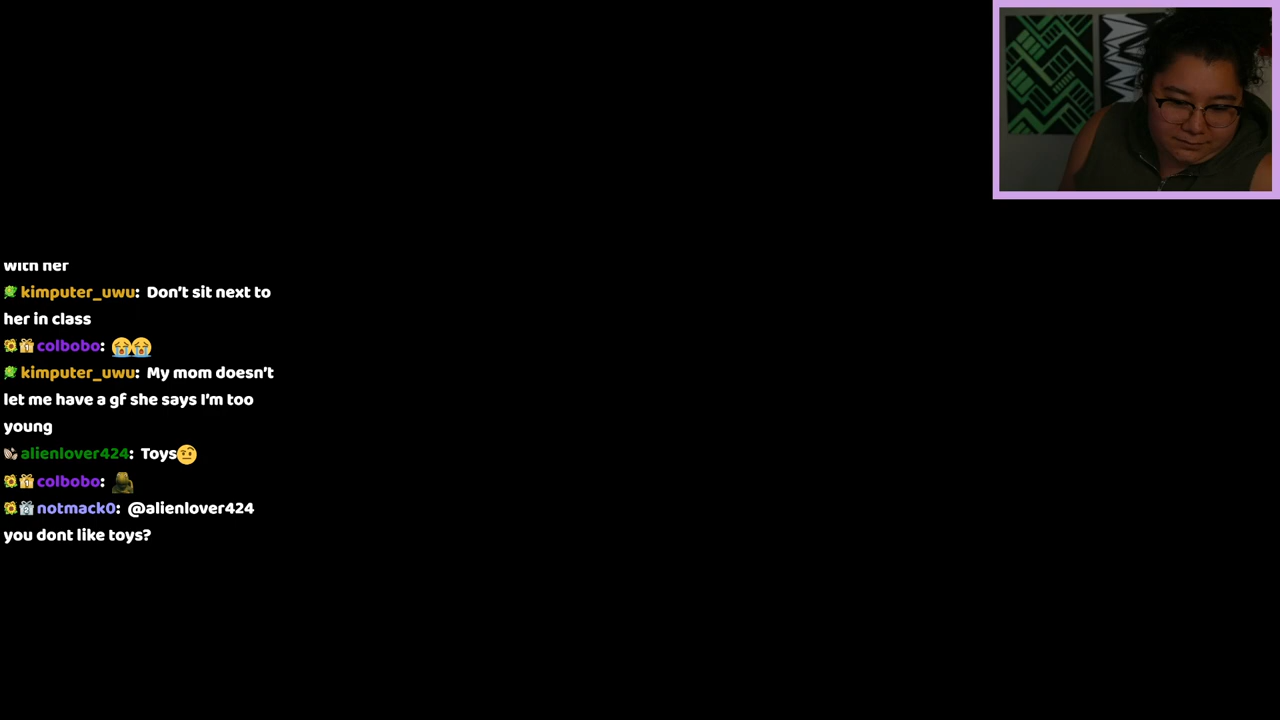 with her
kimputer_uwu: Don't sit next to
her in class
colbobo: 😭😭
kimputer_uwu: My mom doesn't
let me have a gf she says I'm too
young
alienlover424: Toys🤨
colbobo:
notmack0: @alienlover424
you dont like toys?